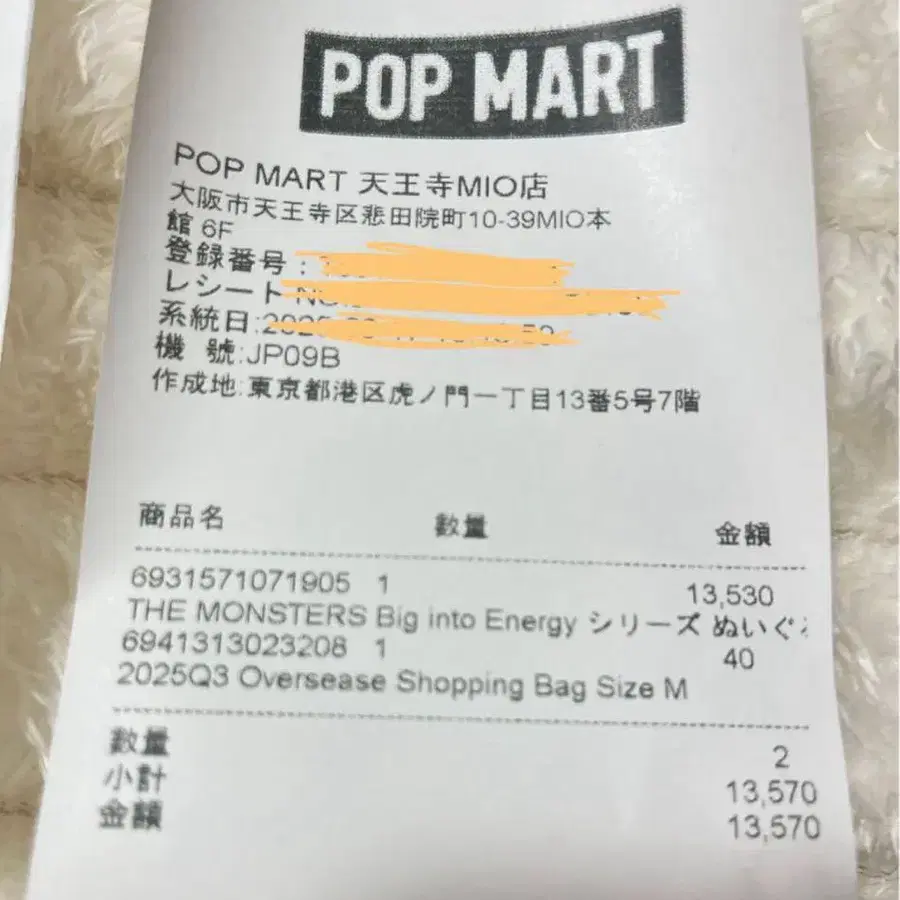 POP MART
POP MART 天王寺MIO店
大阪市天王寺区悲田院町10-39MIO本
館 6F
登録番号:
レシート
系統日:
機 號:JP09B
作成地:東京都港区虎ノ門一丁目13番5号7階
商品名 數量 金額
6931571071905 1 13,530
THE MONSTERS Big into Energy シリーズ ぬいぐ
6941313023208 1 40
2025Q3 Oversease Shopping Bag Size M
數量 2
小計 13,570
金額 13,570